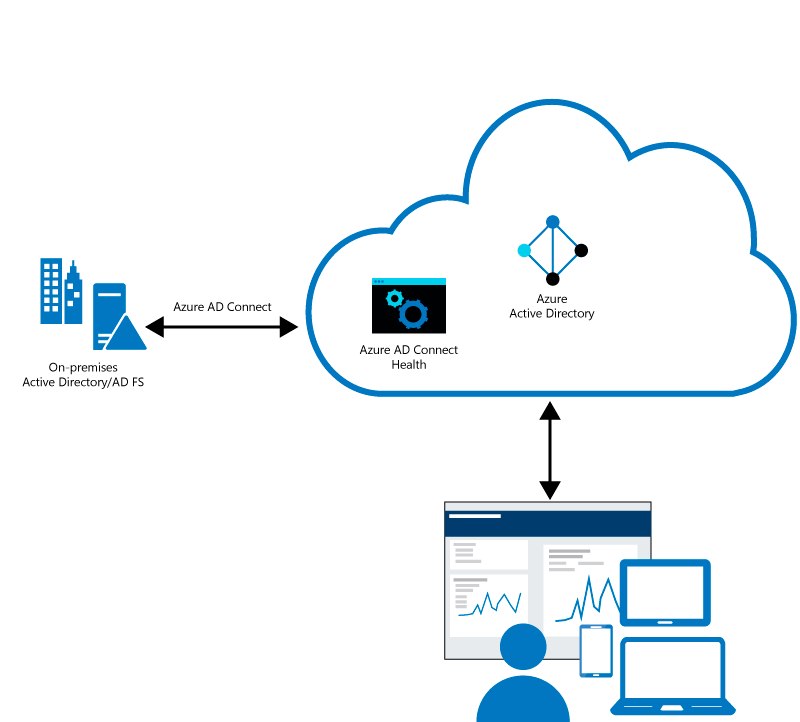 Azure
Active Directory
Azure AD Connect
Azure AD Connect
Health
On-premises
Active Directory/AD FS